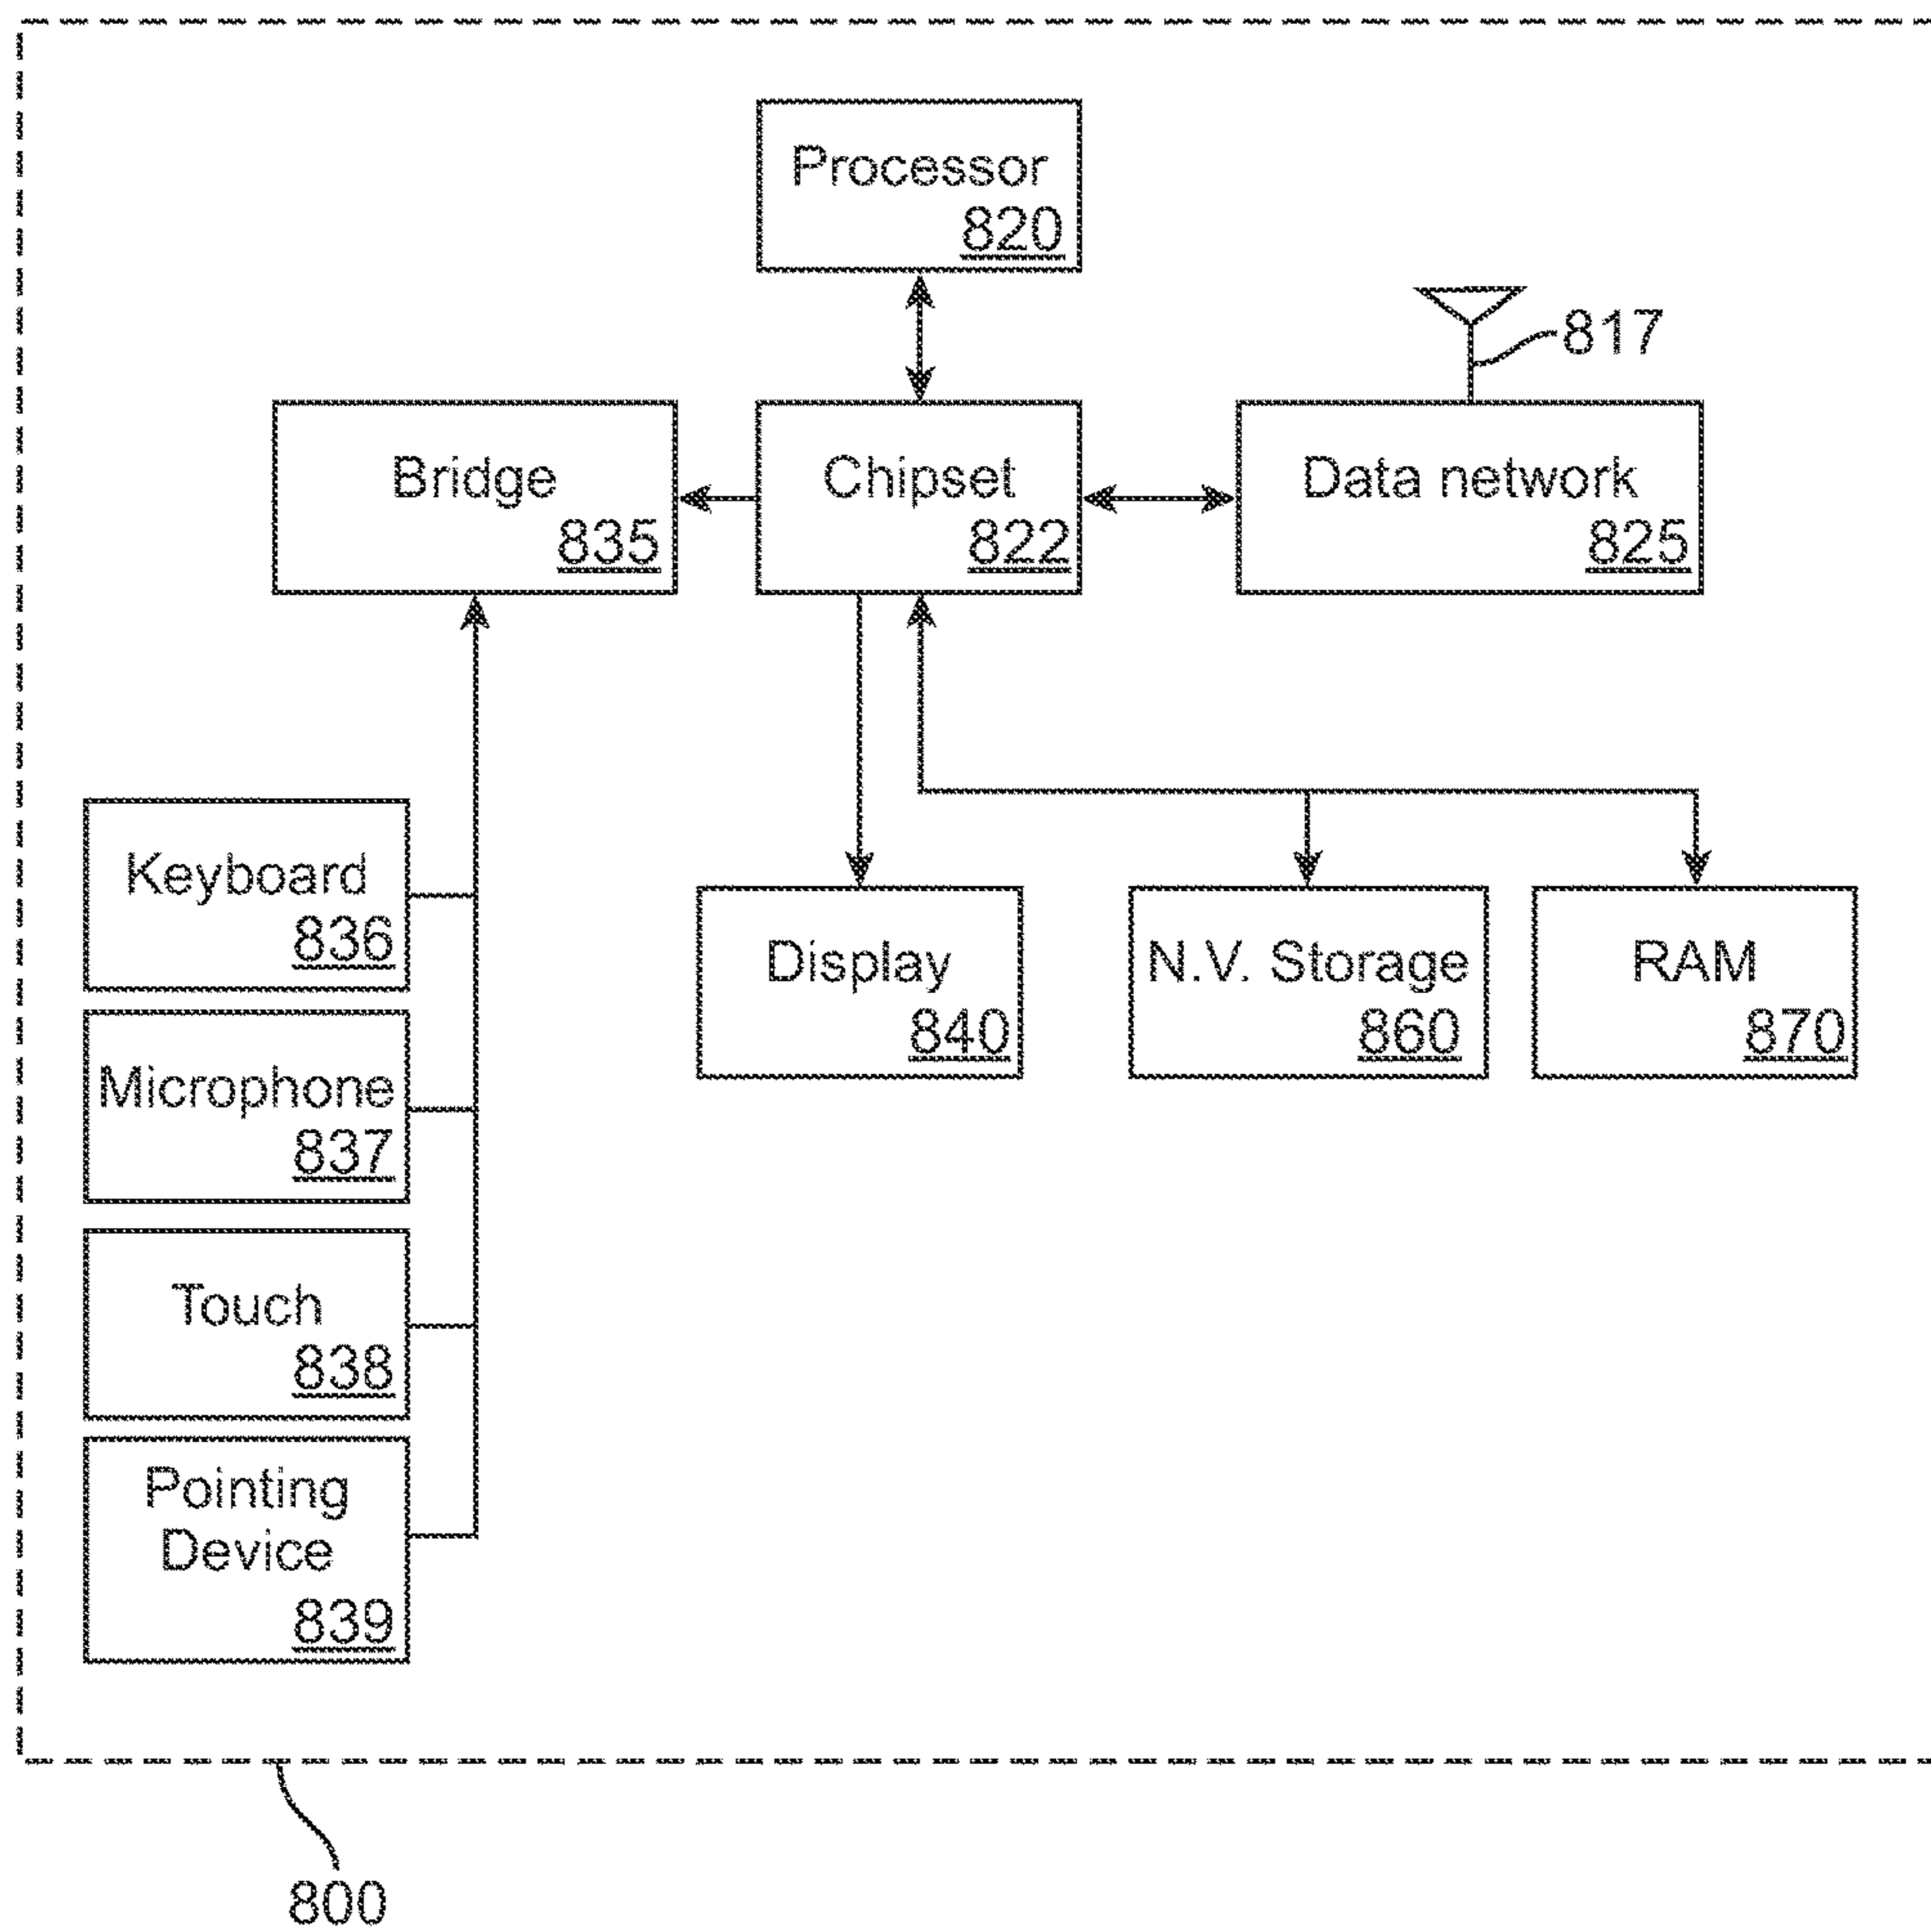 Processor
820
817
Bridge
835
Chipset
822
Data network
825
Keyboard
836
Microphone
837
Touch
838
Pointing
Device
839
Display
840
N.V. Storage
860
RAM
870
800